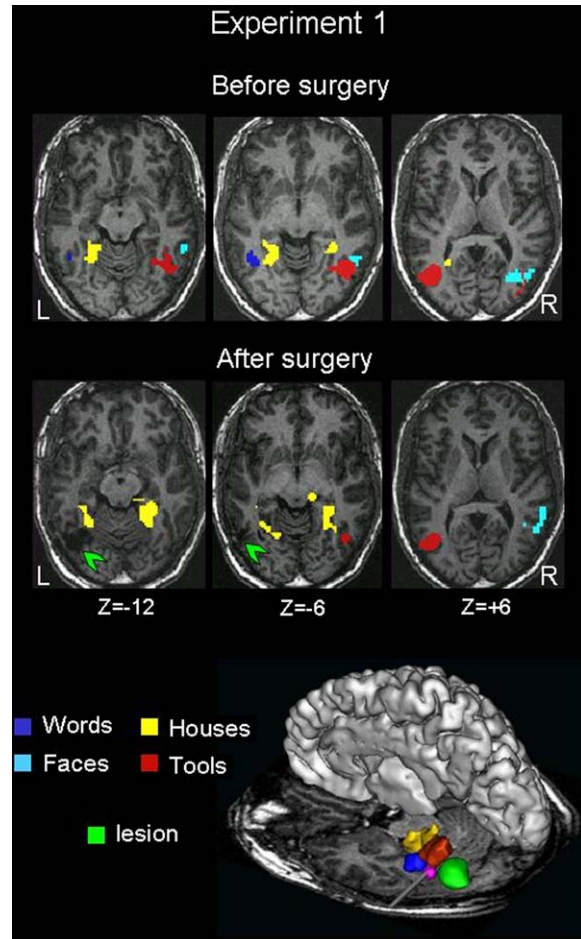 Experiment 1
Before surgery
L
R
After surgery
L
R
Z=-12 Z=-6 Z=+6
Words Houses
Faces Tools
lesion